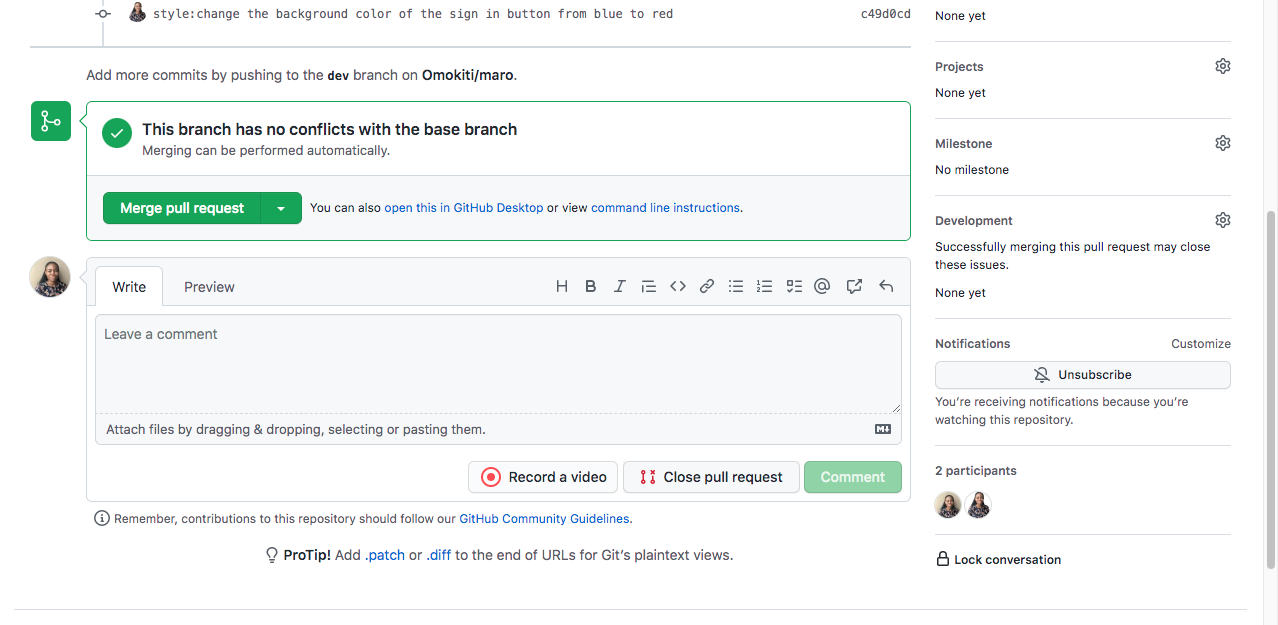 style:change the background color of the sign in button from blue to red c49d0cd
Add more commits by pushing to the dev branch on Omokiti/maro.
This branch has no conflicts with the base branch
Merging can be performed automatically.
Merge pull request You can also open this in GitHub Desktop or view command line instructions.
Write Preview
Leave a comment
Attach files by dragging & dropping, selecting or pasting them.
Record a video Close pull request Comment
Remember, contributions to this repository should follow our GitHub Community Guidelines.
ProTip! Add .patch or .diff to the end of URLs for Git's plaintext views.
None yet
Projects
None yet
Milestone
No milestone
Development
Successfully merging this pull request may close
these issues.
None yet
Notifications Customize
Unsubscribe
You're receiving notifications because you're
watching this repository.
2 participants
Lock conversation